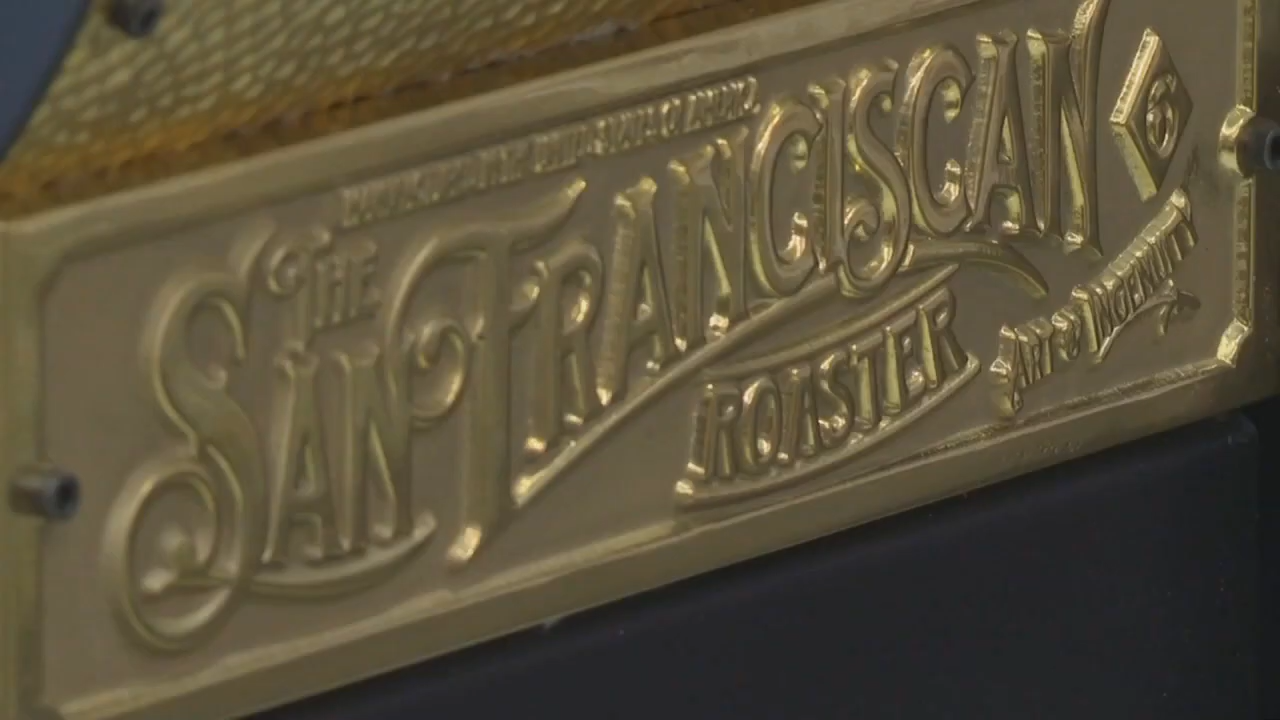 THE
SAN FRANCISCAN
6
ROASTER
ART & INGENUITY